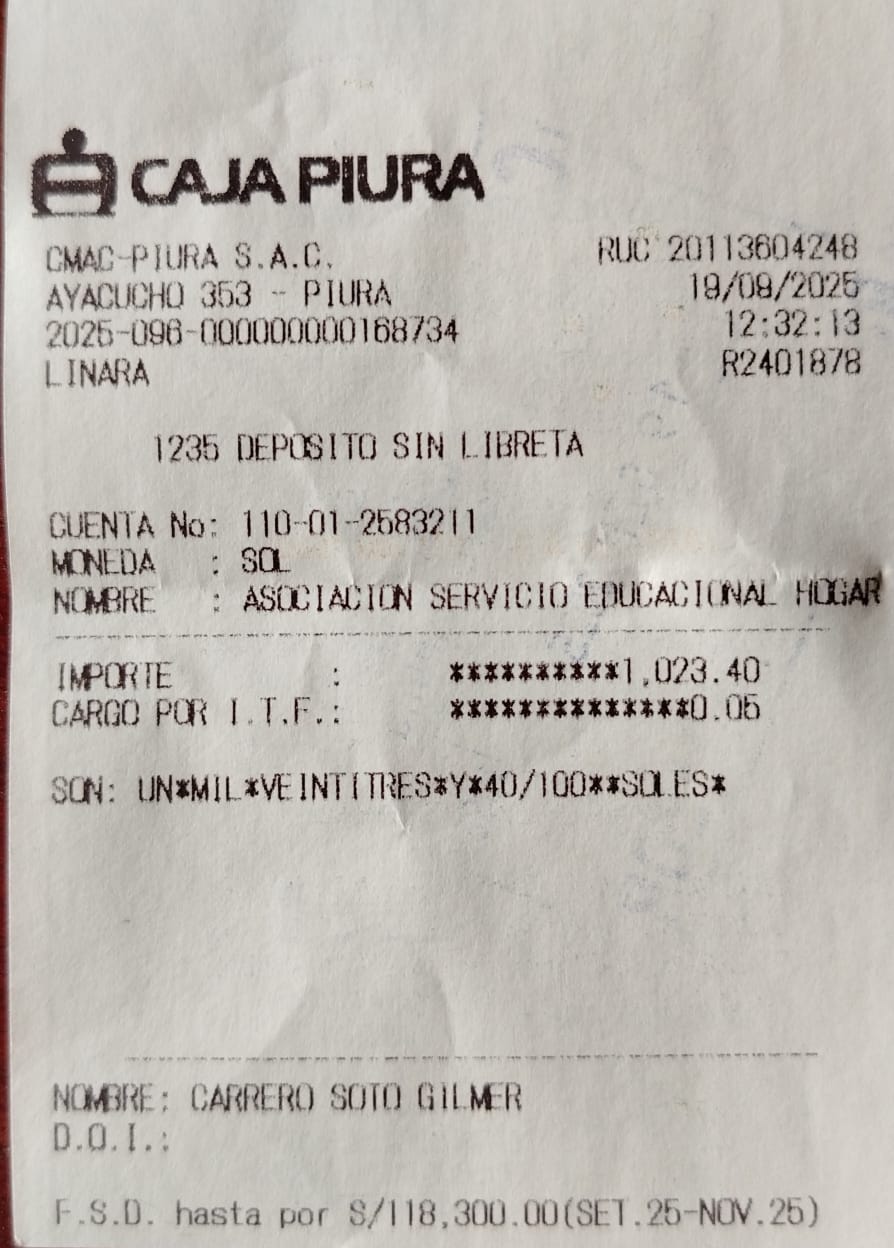 CAJA PIURA
CMAC-PIURA S.A.C. RUC 20113604248
AYACUCHO 353 - PIURA 19/09/2025
2025-096-000000000168734 12:32:13
LINARA R2401878
1235 DEPOSITO SIN LIBRETA
CUENTA No: 110-01-2583211
MONEDA : SOL
NOMBRE : ASOCIACION SERVICIO EDUCACIONAL HOGAR
IMPORTE : **********1,023.40
CARGO POR I.T.F.: **************0.05
SON: UN*MIL*VEINTITRES*Y*40/100**SOLES*
NOMBRE: CARRERO SOTO GILMER
D.O.I.:
F.S.D. hasta por S/118,300.00(SET.25-NOV.25)